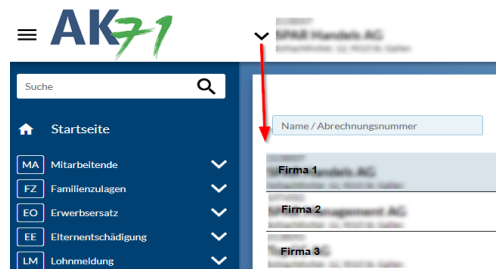 AK71
Suche
Startseite
MA Mitarbeitende
FZ Familienzulagen
EO Erwerbsersatz
EE Elternentschädigung
LM Lohnmeldung
SPAR Handels AG
Name / Abrechnungsnummer
Firma 1
Firma 2
Firma 3